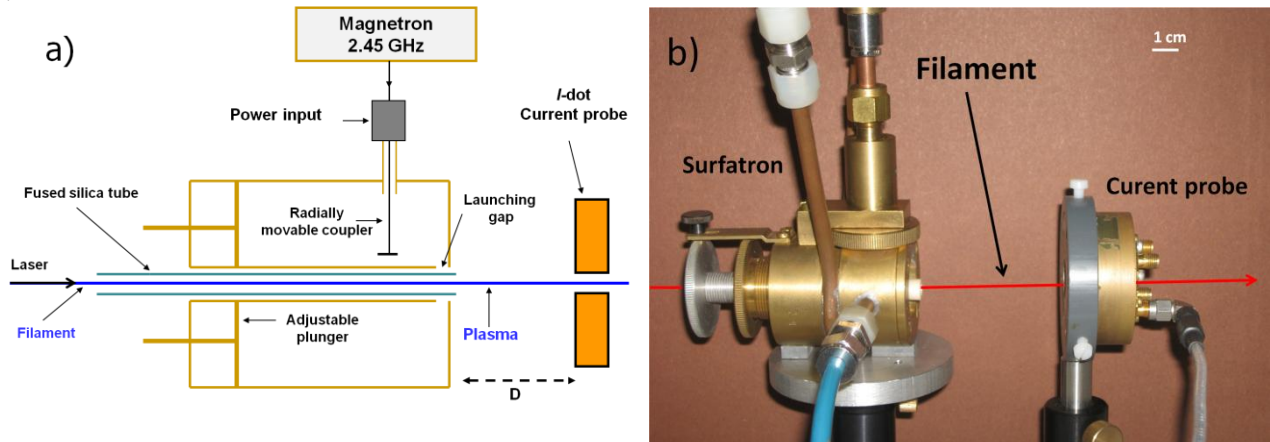 a)
Magnetron
2.45 GHz
Power input
I-dot
Current probe
Fused silica tube
Radially
movable coupler
Launching
gap
Laser
Filament
Adjustable
plunger
Plasma
D
b)
1 cm
Filament
Surfatron
Curent probe